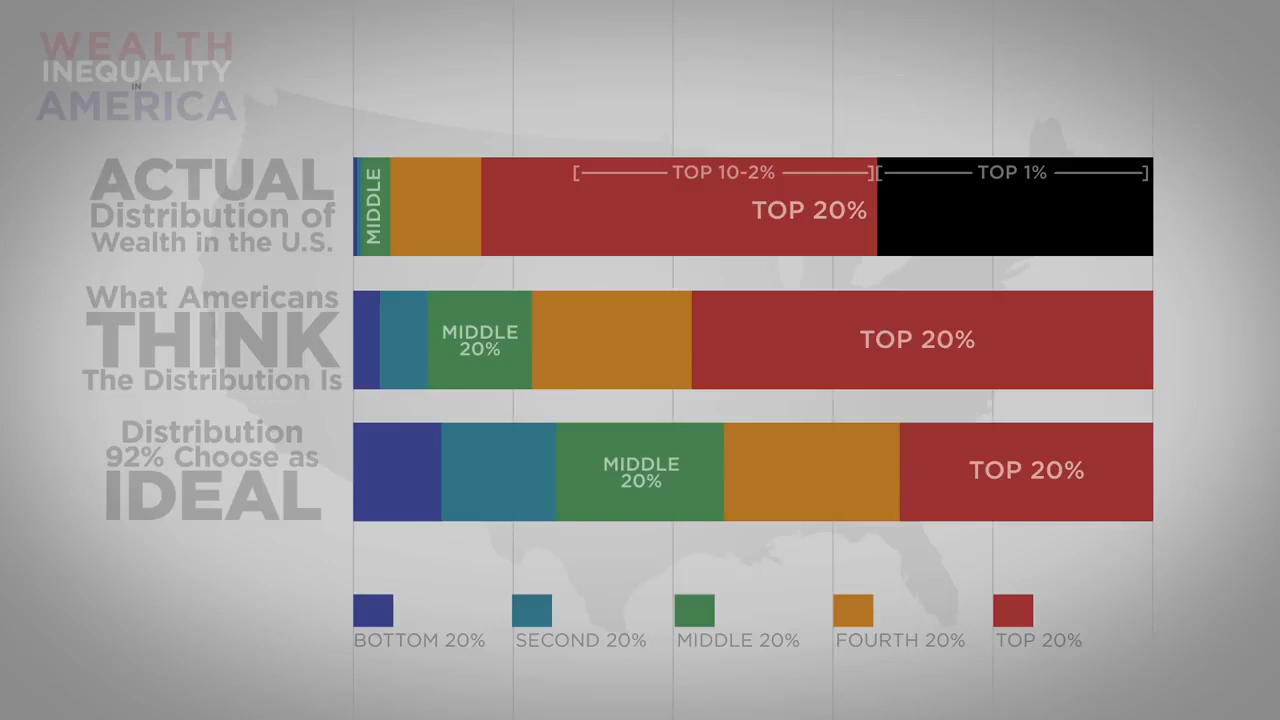 WEALTH
INEQUALITY
IN
AMERICA
ACTUAL
Distribution of
Wealth in the U.S.
MIDDLE
[ TOP 10-2% ]
[ TOP 1% ]
TOP 20%
What Americans
THINK
The Distribution Is
MIDDLE
20%
TOP 20%
Distribution
92% Choose as
IDEAL
MIDDLE
20%
TOP 20%
BOTTOM 20%
SECOND 20%
MIDDLE 20%
FOURTH 20%
TOP 20%